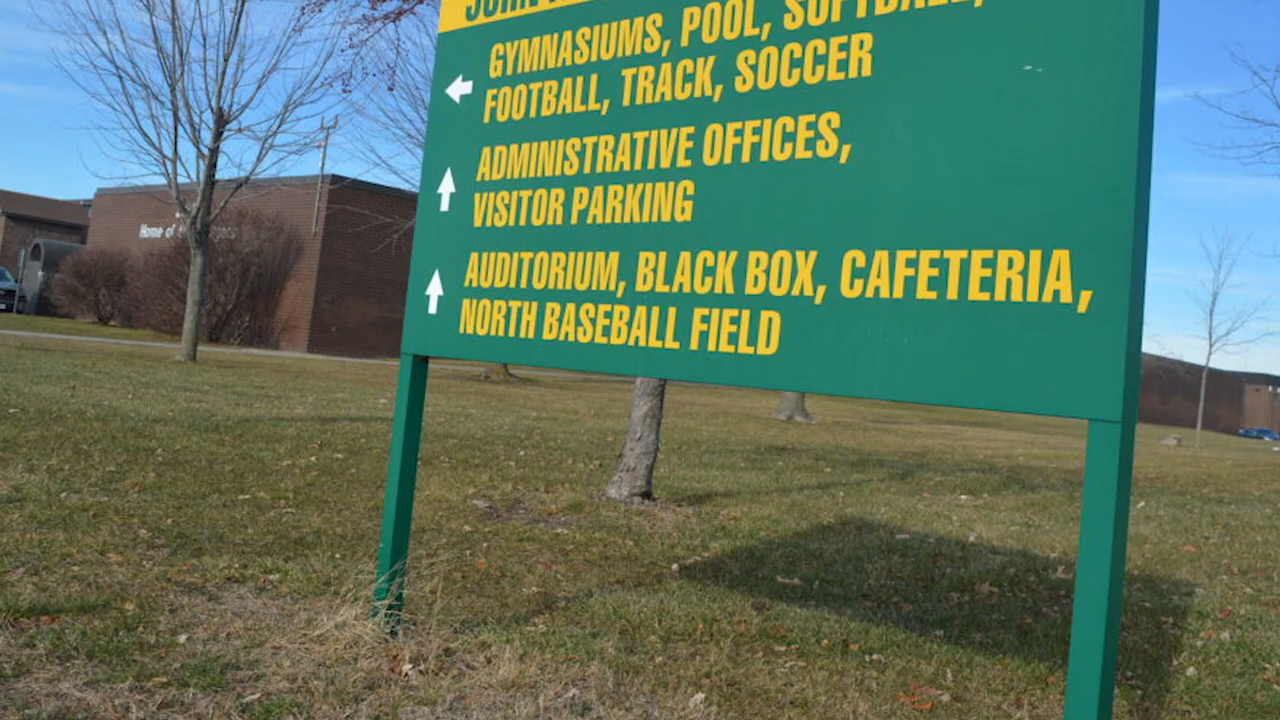 GYMNASIUMS, POOL, SOFTBALL,
FOOTBALL, TRACK, SOCCER
ADMINISTRATIVE OFFICES,
VISITOR PARKING
AUDITORIUM, BLACK BOX, CAFETERIA,
NORTH BASEBALL FIELD
Home of